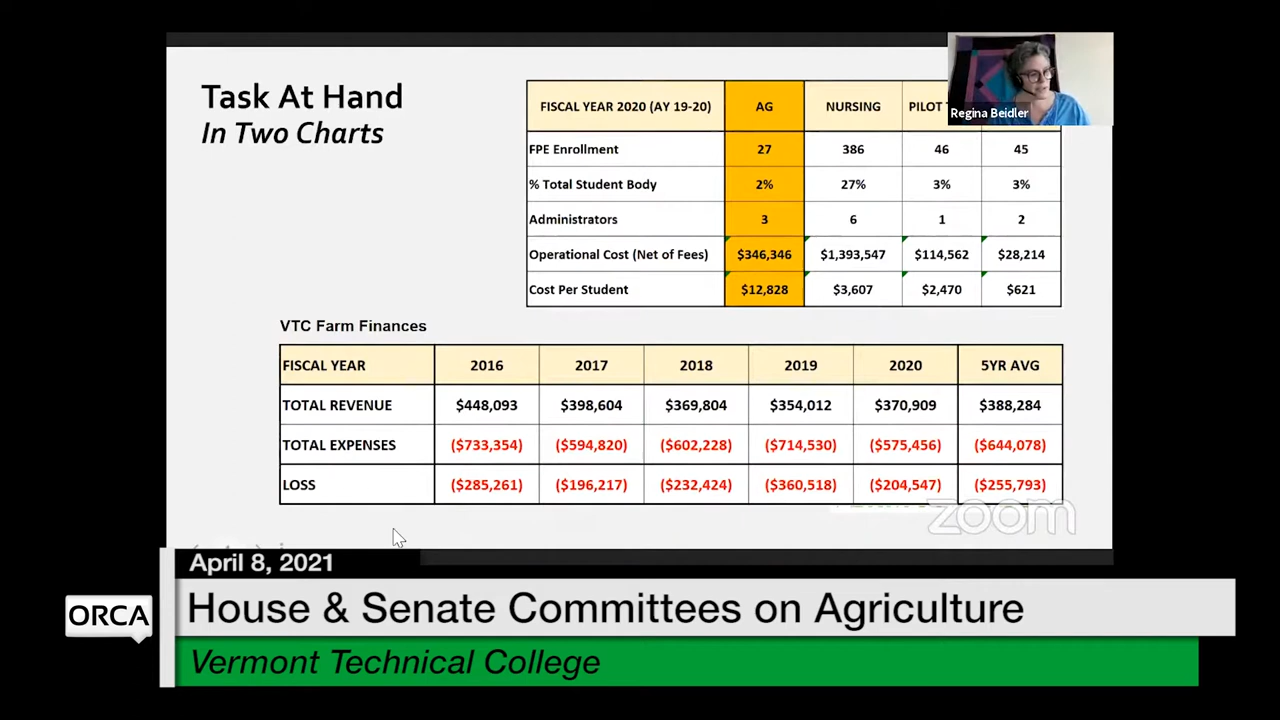 Task At Hand
In Two Charts
FISCAL YEAR 2020 (AY 19-20) AG NURSING PILOT
FPE Enrollment 27 386 46 45
% Total Student Body 2% 27% 3% 3%
Administrators 3 6 1 2
Operational Cost (Net of Fees) $346,346 $1,393,547 $114,562 $28,214
Cost Per Student $12,828 $3,607 $2,470 $621
Regina Beidler
VTC Farm Finances
FISCAL YEAR 2016 2017 2018 2019 2020 5YR AVG
TOTAL REVENUE $448,093 $398,604 $369,804 $354,012 $370,909 $388,284
TOTAL EXPENSES ($733,354) ($594,820) ($602,228) ($714,530) ($575,456) ($644,078)
LOSS ($285,261) ($196,217) ($232,424) ($360,518) ($204,547) ($255,793)
zoom
April 8, 2021
ORCA
House & Senate Committees on Agriculture
Vermont Technical College